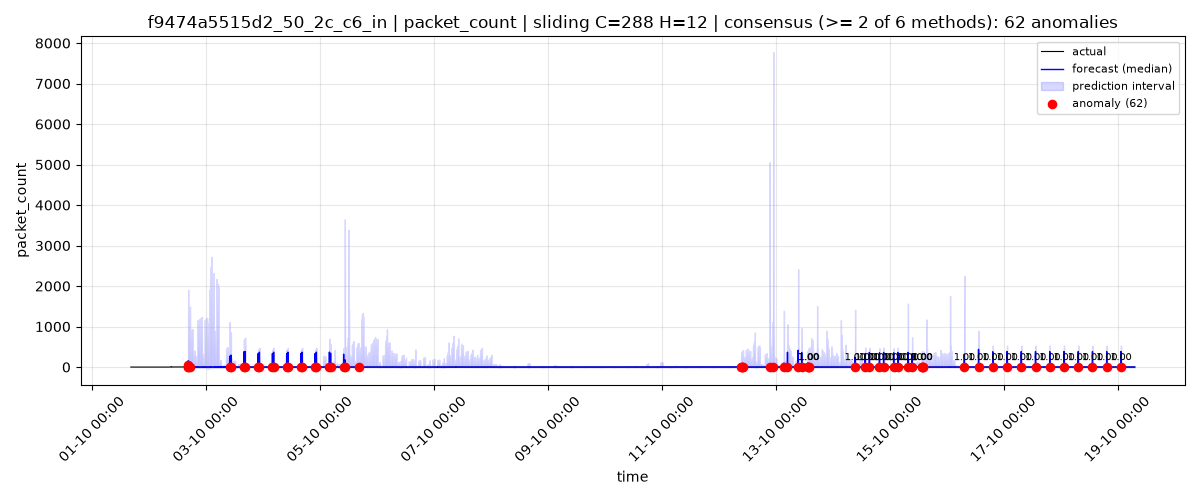 f9474a5515d2_50_2c_c6_in | packet_count | sliding C=288 H=12 | consensus (>= 2 of 6 methods): 62 anomalies
actual
forecast (median)
prediction interval
anomaly (62)
packet_count
8000
7000
6000
5000
4000
3000
2000
1000
0
01-10 00:00
03-10 00:00
05-10 00:00
07-10 00:00
09-10 00:00
11-10 00:00
13-10 00:00
15-10 00:00
17-10 00:00
19-10 00:00
time